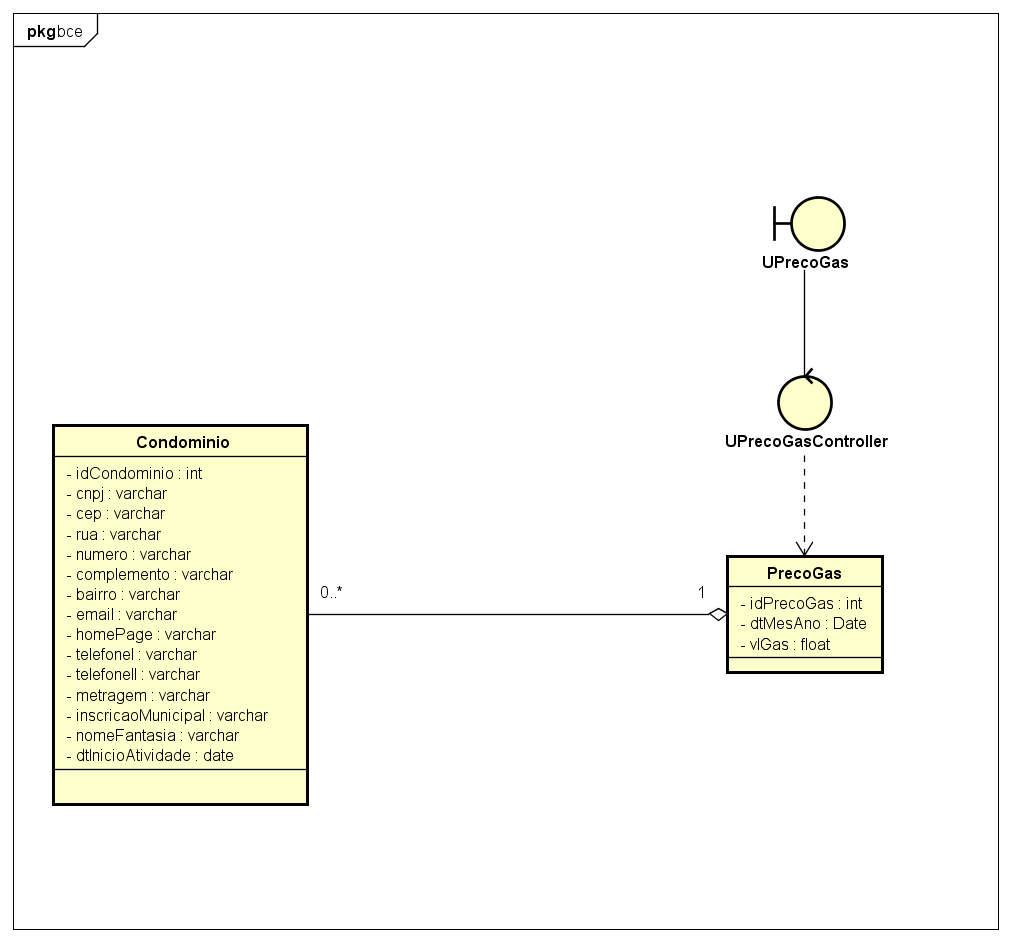 pkg bce
UPrecoGas
UPrecoGasController
Condominio
- idCondominio : int
- cnpj : varchar
- cep : varchar
- rua : varchar
- numero : varchar
- complemento : varchar
- bairro : varchar
- email : varchar
- homePage : varchar
- telefoneI : varchar
- telefoneII : varchar
- metragem : varchar
- inscricaoMunicipal : varchar
- nomeFantasia : varchar
- dtInicioAtividade : date
0..*
1
PrecoGas
- idPrecoGas : int
- dtMesAno : Date
- vlGas : float